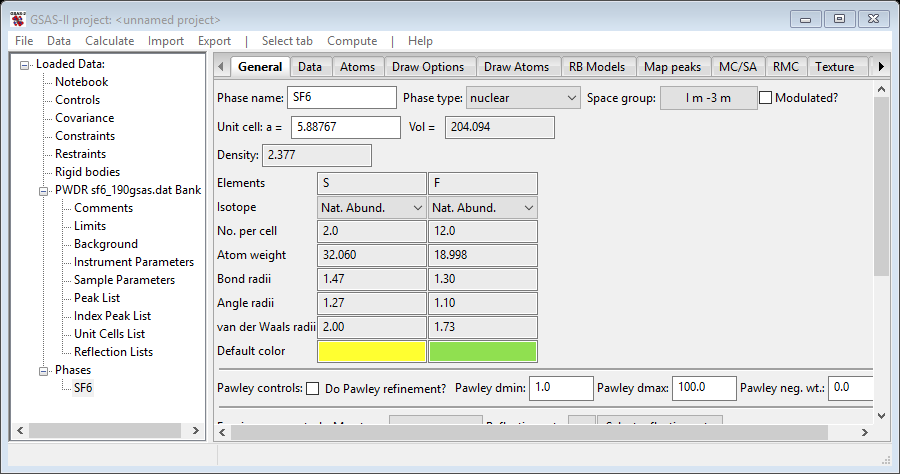 GSAS-II project: <unnamed project>
File Data Calculate Import Export | Select tab Compute | Help
Loaded Data:
Notebook
Controls
Covariance
Constraints
Restraints
Rigid bodies
PWDR sf6_190gsas.dat Bank
Comments
Limits
Background
Instrument Parameters
Sample Parameters
Peak List
Index Peak List
Unit Cells List
Reflection Lists
Phases
SF6
General Data Atoms Draw Options Draw Atoms RB Models Map peaks MC/SA RMC Texture
Phase name: SF6 Phase type: nuclear Space group: I m -3 m Modulated?
Unit cell: a = 5.88767 Vol = 204.094
Density: 2.377
Elements S F
Isotope Nat. Abund. Nat. Abund.
No. per cell 2.0 12.0
Atom weight 32.060 18.998
Bond radii 1.47 1.30
Angle radii 1.27 1.10
van der Waals radii 2.00 1.73
Default color
Pawley controls: Do Pawley refinement? Pawley dmin: 1.0 Pawley dmax: 100.0 Pawley neg. wt.: 0.0